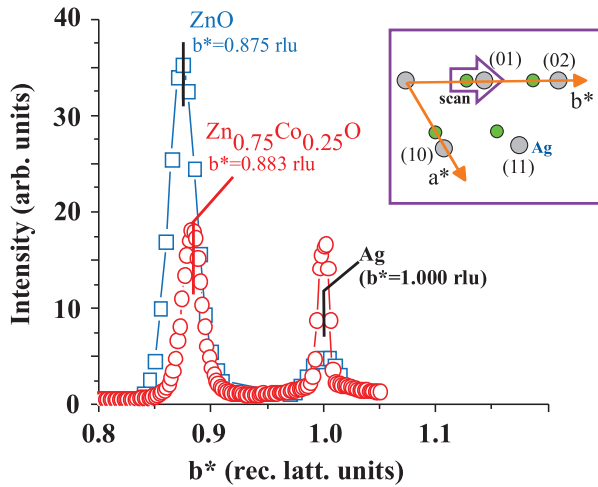 ZnO
b*=0.875 rlu
Zn0.75Co0.25O
b*=0.883 rlu
Ag
(b*=1.000 rlu)
(01)
(02)
scan
b*
(10)
Ag
(11)
a*
Intensity (arb. units)
40
30
20
10
0
0.8
0.9
1.0
1.1
b* (rec. latt. units)